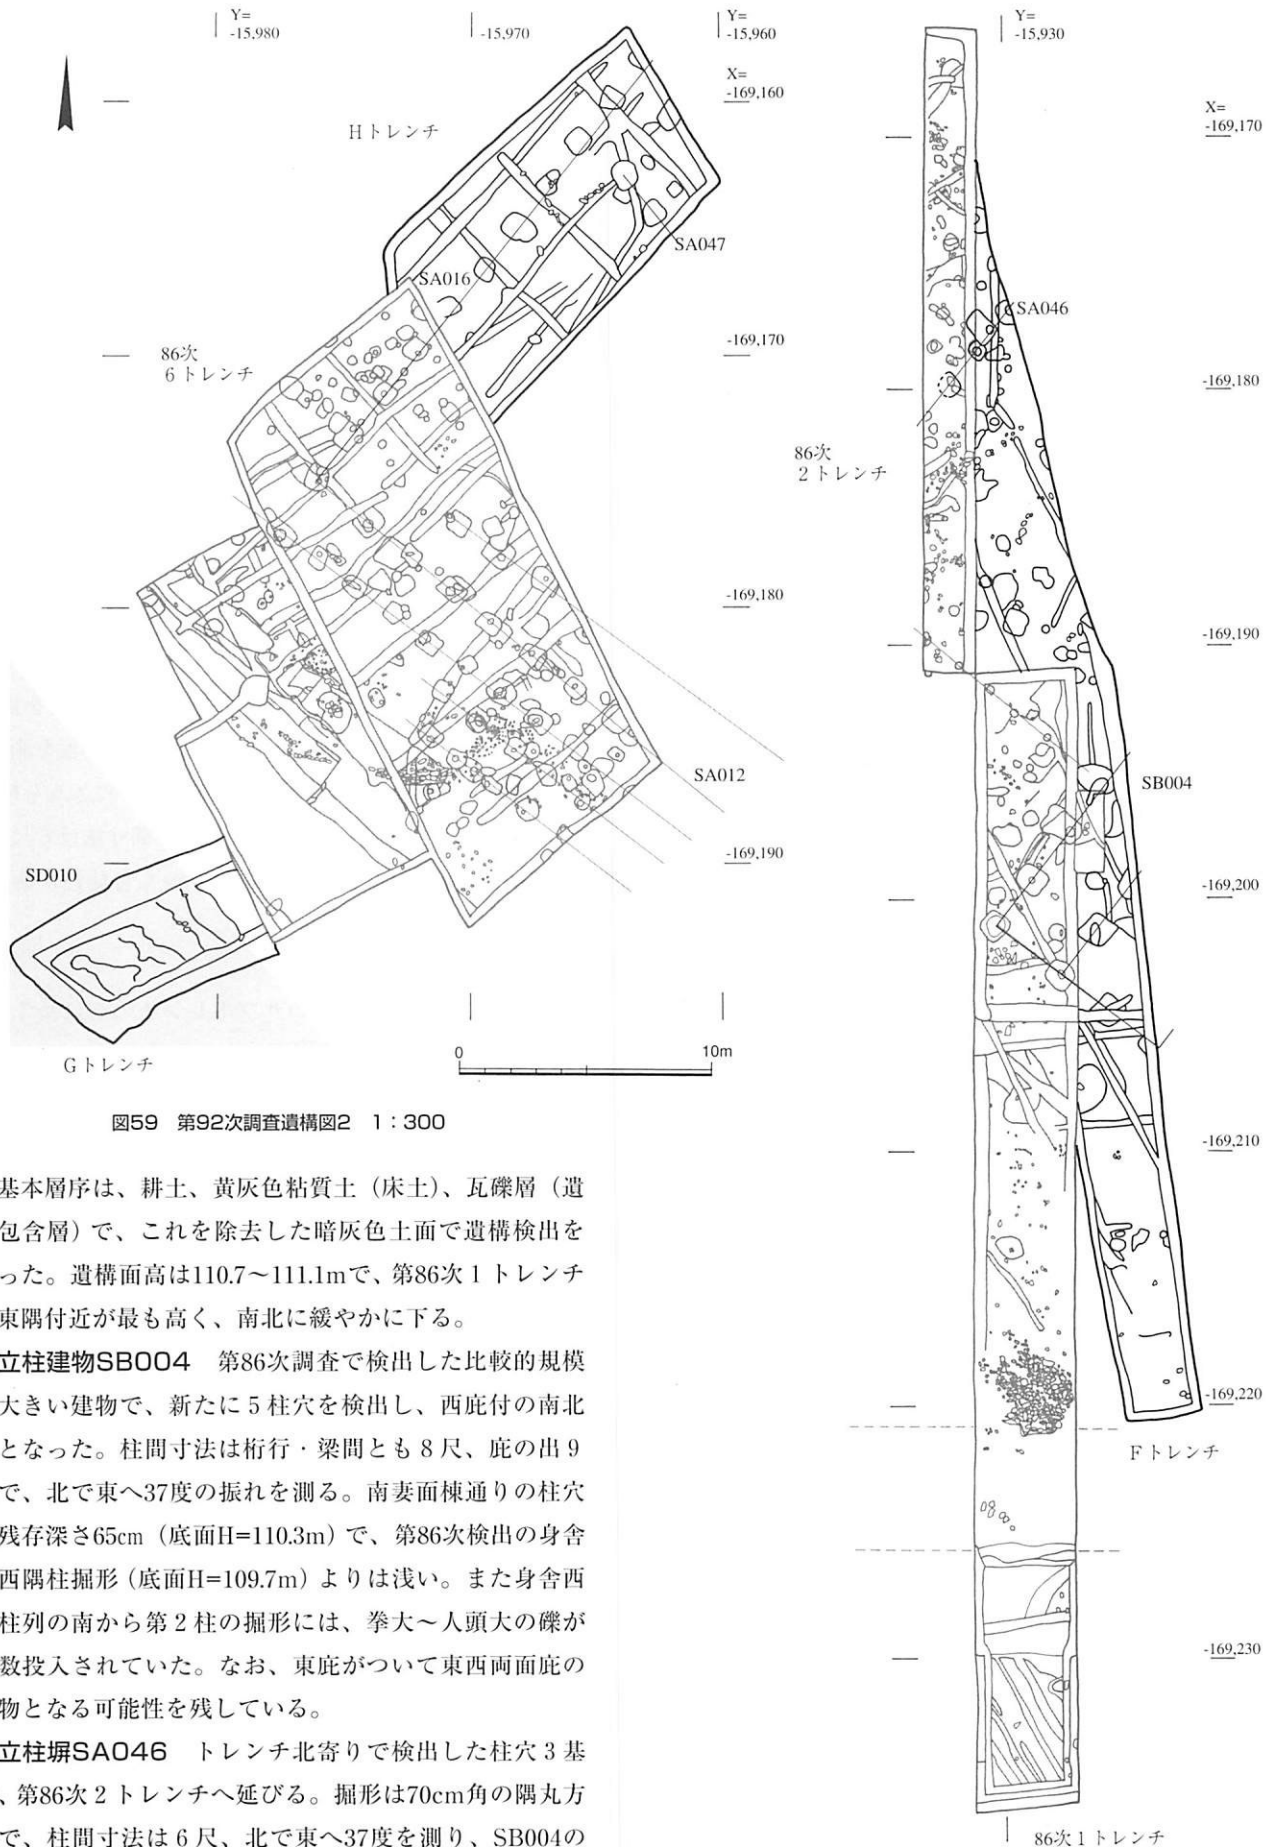 Y=
-15,980
-15,970
Y=
-15,960
X=
-169,160
Hトレンチ
SA047
SA016
-169,170
86次
6トレンチ
-169,180
SA012
-169,190
SD010
Gトレンチ
0
10m
図59　第92次調査遺構図2　1：300
Y=
-15,930
X=
-169,170
SA046
-169,180
86次
2トレンチ
-169,190
SB004
-169,200
-169,210
-169,220
Fトレンチ
-169,230
86次1トレンチ
基本層序は、耕土、黄灰色粘質土（床土）、瓦礫層（遺
包含層）で、これを除去した暗灰色土面で遺構検出を
った。遺構面高は110.7～111.1mで、第86次1トレンチ
東隅付近が最も高く、南北に緩やかに下る。
立柱建物SB004　第86次調査で検出した比較的規模
大きい建物で、新たに5柱穴を検出し、西庇付の南北
となった。柱間寸法は桁行・梁間とも8尺、庇の出9
で、北で東へ37度の振れを測る。南妻面棟通りの柱穴
残存深さ65cm（底面H=110.3m）で、第86次検出の身舎
西隅柱掘形（底面H=109.7m）よりは浅い。また身舎西
柱列の南から第2柱の掘形には、拳大～人頭大の礫が
数投入されていた。なお、東庇がついて東西両面庇の
物となる可能性を残している。
立柱塀SA046　トレンチ北寄りで検出した柱穴3基
、第86次2トレンチへ延びる。掘形は70cm角の隅丸方
で、柱間寸法は6尺、北で東へ37度を測り、SB004の